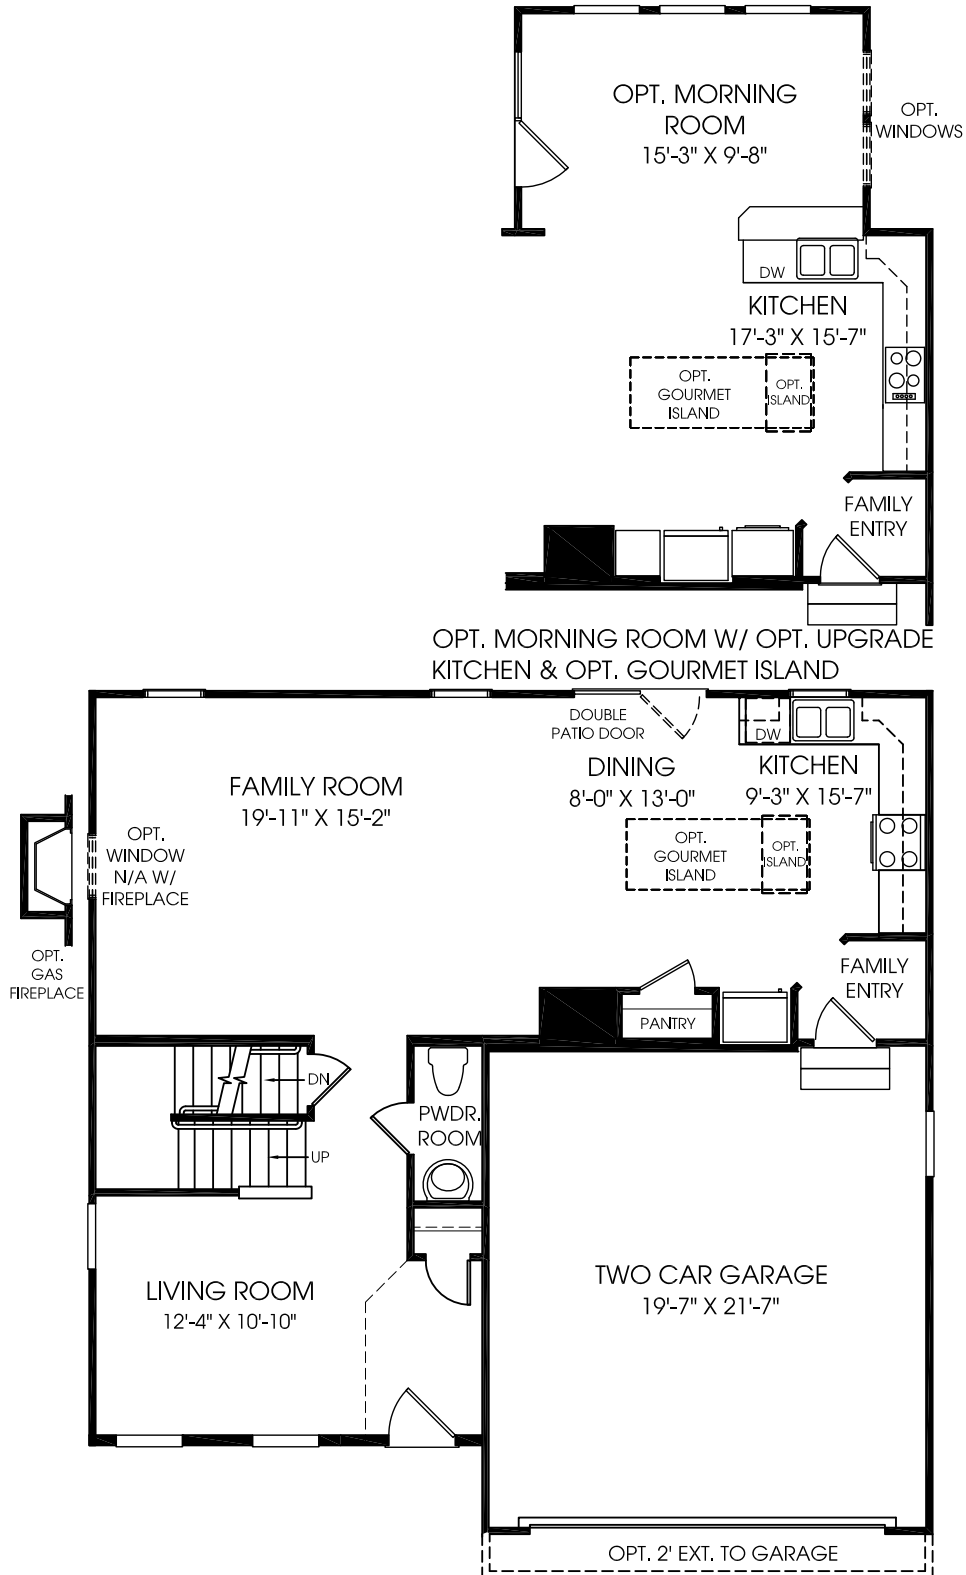 OPT. MORNING
ROOM
15'-3" X 9'-8"
OPT.
WINDOWS
DW
KITCHEN
17'-3" X 15'-7"
OPT.
GOURMET
ISLAND
OPT.
ISLAND
FAMILY
ENTRY
OPT. MORNING ROOM W/ OPT. UPGRADE
KITCHEN & OPT. GOURMET ISLAND
DOUBLE
PATIO DOOR
DW
FAMILY ROOM
19'-11" X 15'-2"
DINING
8'-0" X 13'-0"
KITCHEN
9'-3" X 15'-7"
OPT.
WINDOW
N/A W/
FIREPLACE
OPT.
GOURMET
ISLAND
OPT.
ISLAND
OPT.
GAS
FIREPLACE
FAMILY
ENTRY
PANTRY
DN
PWDR.
ROOM
UP
LIVING ROOM
12'-4" X 10'-10"
TWO CAR GARAGE
19'-7" X 21'-7"
OPT. 2' EXT. TO GARAGE